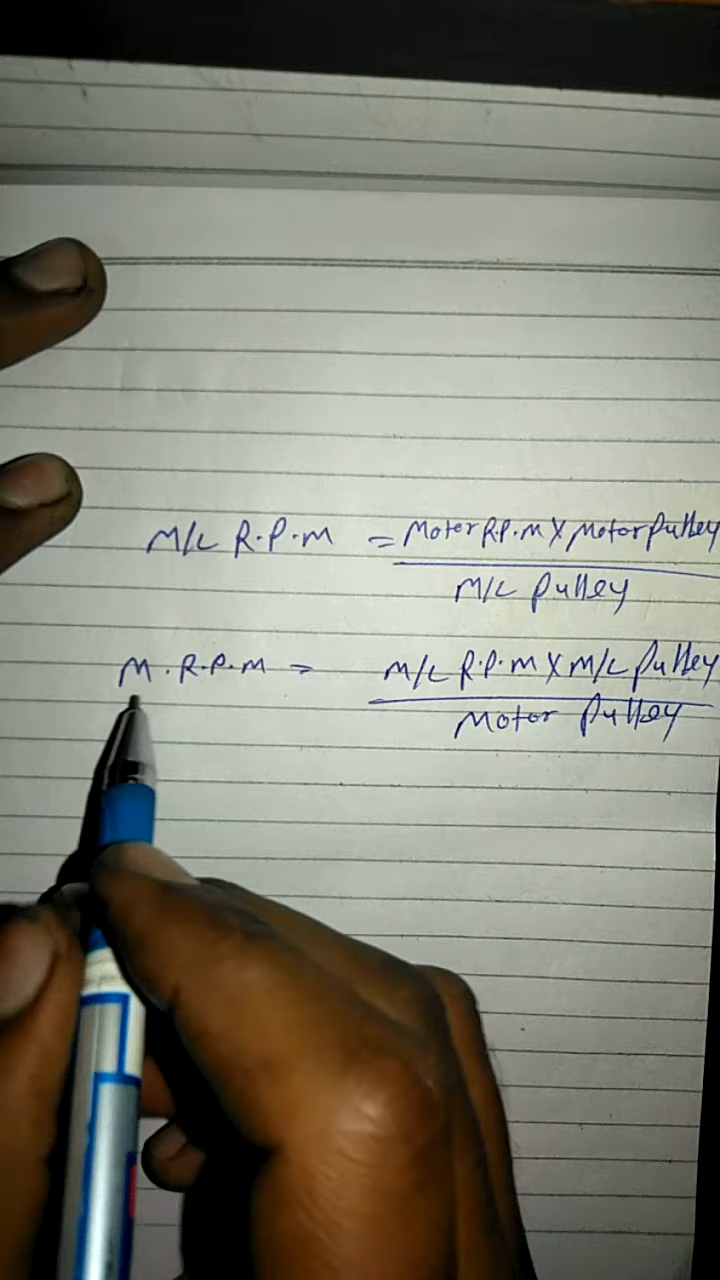 M/C R.P.M = Motor R.P.M X Motor Pulley
M/C Pulley
M.R.P.M = M/C R.P.M X M/C Pulley
Motor Pulley